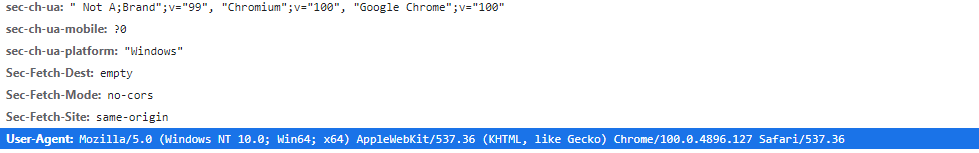 sec-ch-ua: " Not A;Brand";v="99", "Chromium";v="100", "Google Chrome";v="100"
sec-ch-ua-mobile: ?0
sec-ch-ua-platform: "Windows"
Sec-Fetch-Dest: empty
Sec-Fetch-Mode: no-cors
Sec-Fetch-Site: same-origin
User-Agent: Mozilla/5.0 (Windows NT 10.0; Win64; x64) AppleWebKit/537.36 (KHTML, like Gecko) Chrome/100.0.4896.127 Safari/537.36